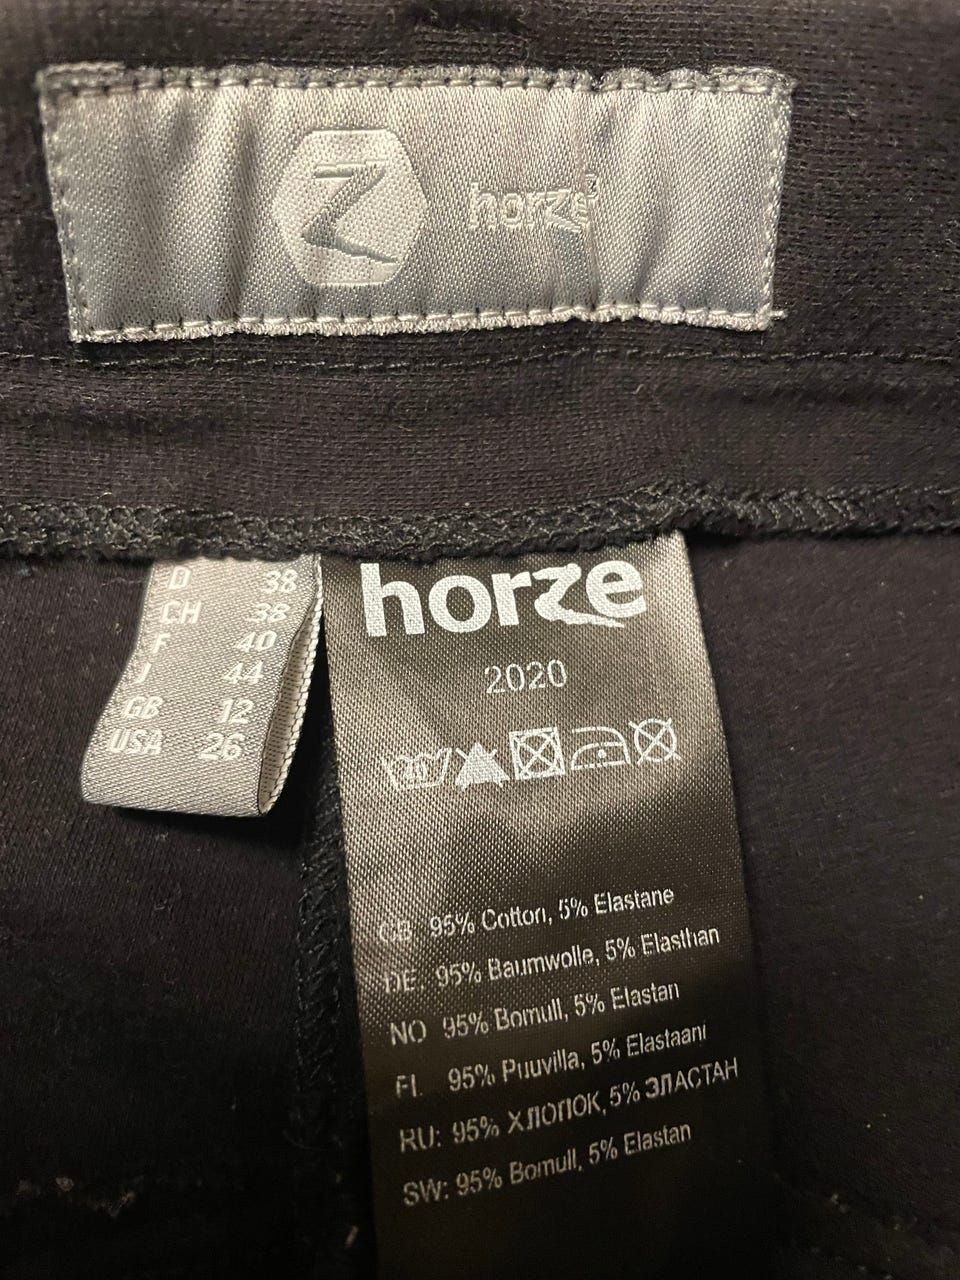 horze
D 38
CH 38
F 40
J 44
GB 12
USA 26
horze
2020
GB 95% Cotton, 5% Elastane
DE, 95% Baumwolle, 5% Elasthan
NO 95% Bomull, 5% Elastan
FI. 95% Puuvilla, 5% Elastaani
RU: 95% ХЛОПОК, 5% ЭЛАСТАН
SW: 95% Bomull, 5% Elastan